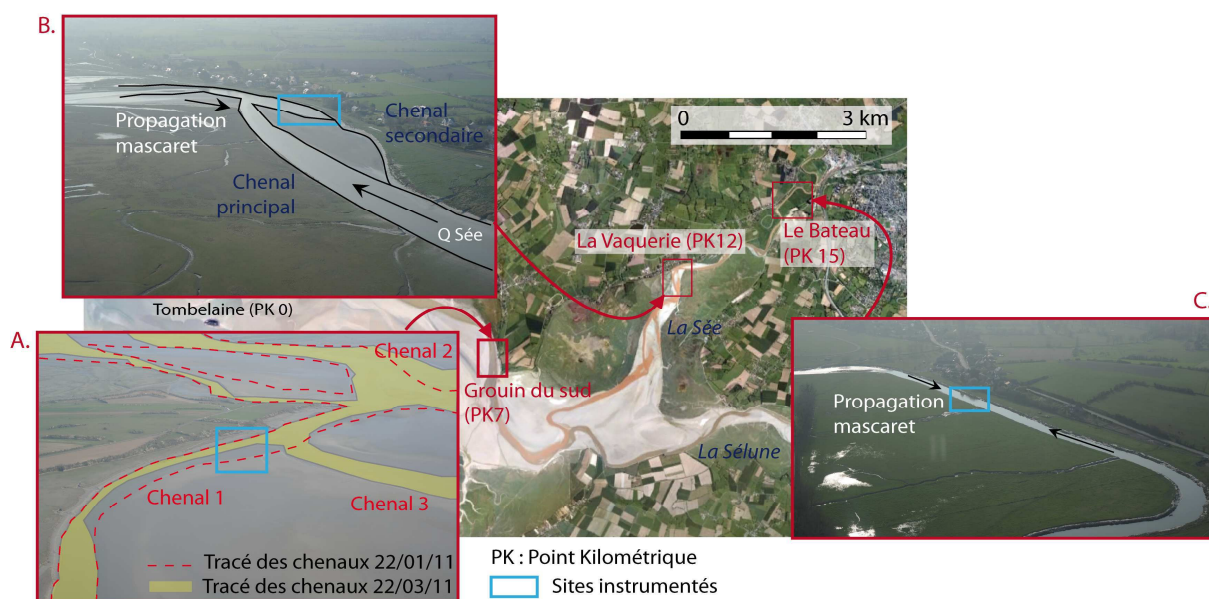 B.
Propagation
mascaret
Chenal
secondaire
Chenal
principal
Q Sée
0 3 km
La Vaquerie (PK12)
Le Bateau
(PK 15)
Tombelaine (PK 0)
La Sée
A.
Chenal 2
Grouin du sud
(PK7)
La Sélune
Chenal 1
Chenal 3
Tracé des chenaux 22/01/11
Tracé des chenaux 22/03/11
C.
Propagation
mascaret
PK : Point Kilométrique
Sites instrumentés